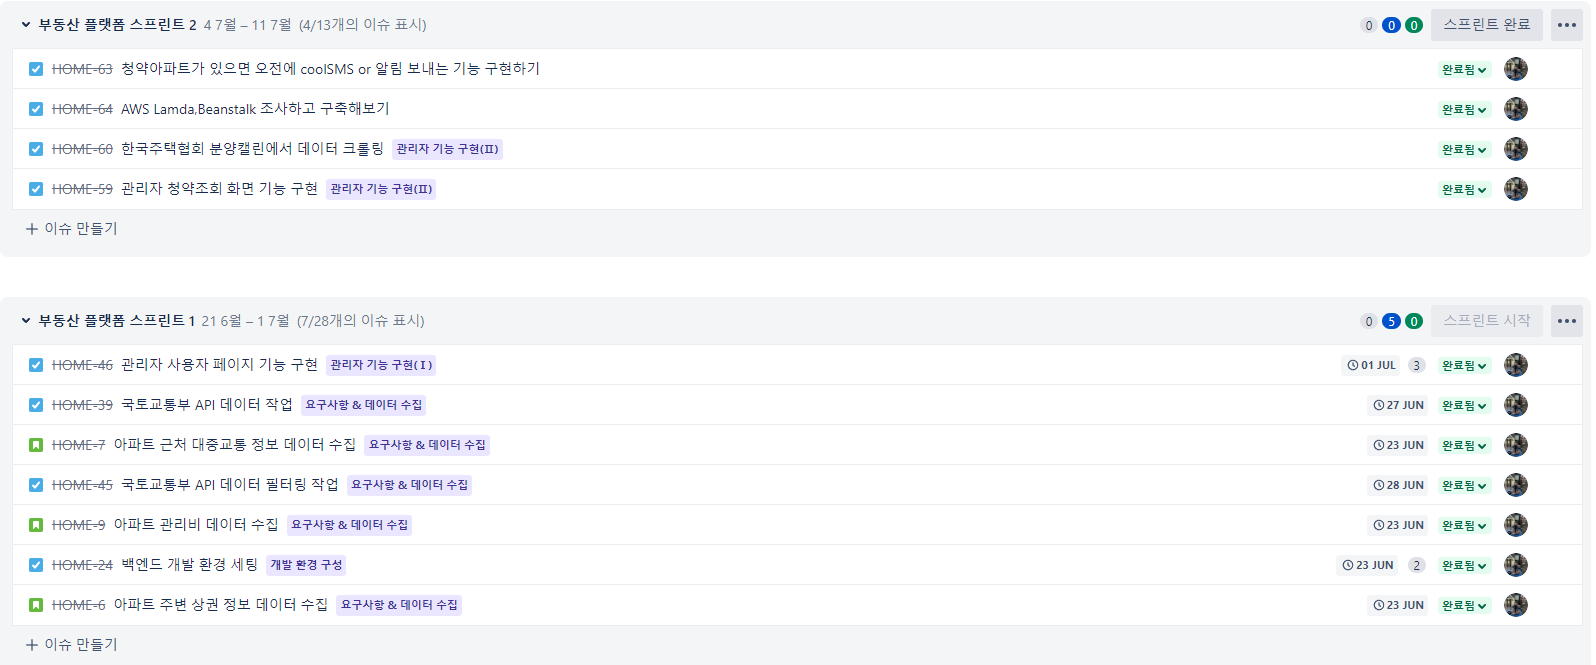 부동산 플랫폼 스프린트 2 4 7월 – 11 7월 (4/13개의 이슈 표시) 0 0 0 스프린트 완료
HOME-63 청약아파트가 있으면 오전에 coolSMS or 알림 보내는 기능 구현하기 완료됨
HOME-64 AWS Lamda,Beanstalk 조사하고 구축해보기 완료됨
HOME-60 한국주택협회 분양캘린에서 데이터 크롤링 관리자 기능 구현(II) 완료됨
HOME-59 관리자 청약조회 화면 기능 구현 관리자 기능 구현(II) 완료됨
+ 이슈 만들기
부동산 플랫폼 스프린트 1 21 6월 – 1 7월 (7/28개의 이슈 표시) 0 5 0 스프린트 시작
HOME-46 관리자 사용자 페이지 기능 구현 관리자 기능 구현( I ) 01 JUL 3 완료됨
HOME-39 국토교통부 API 데이터 작업 요구사항 & 데이터 수집 27 JUN 완료됨
HOME-7 아파트 근처 대중교통 정보 데이터 수집 요구사항 & 데이터 수집 23 JUN 완료됨
HOME-45 국토교통부 API 데이터 필터링 작업 요구사항 & 데이터 수집 28 JUN 완료됨
HOME-9 아파트 관리비 데이터 수집 요구사항 & 데이터 수집 23 JUN 완료됨
HOME-24 백엔드 개발 환경 세팅 개발 환경 구성 23 JUN 2 완료됨
HOME-6 아파트 주변 상권 정보 데이터 수집 요구사항 & 데이터 수집 23 JUN 완료됨
+ 이슈 만들기